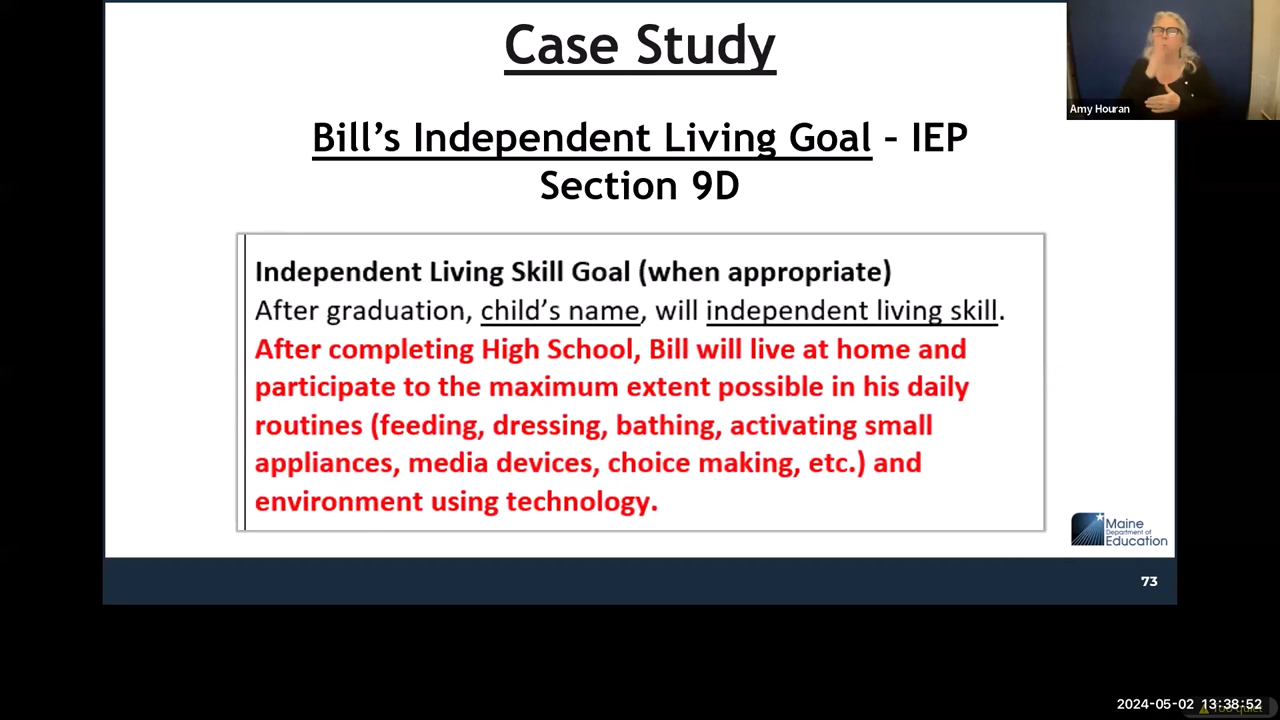 Case Study
Amy Houran
Bill’s Independent Living Goal – IEP
Section 9D
Independent Living Skill Goal (when appropriate)
After graduation, child’s name, will independent living skill.
After completing High School, Bill will live at home and
participate to the maximum extent possible in his daily
routines (feeding, dressing, bathing, activating small
appliances, media devices, choice making, etc.) and
environment using technology.
Maine
Department of
Education
73
2024-05-02 13:38:52